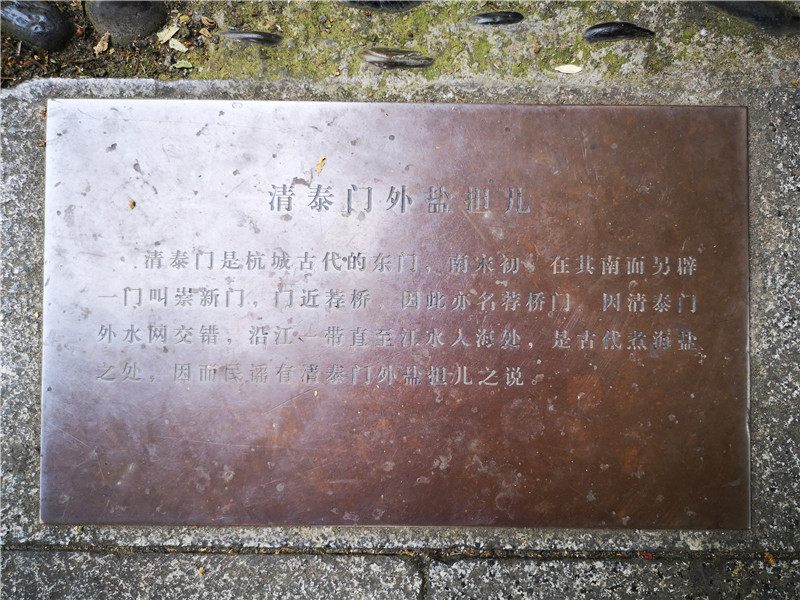 清泰门外盐担儿
清泰门是杭城古代的东门，南宋初，在其南面另辟
一门叫崇新门，门近荐桥，因此亦名荐桥门 因清泰门
外水网交错，沿江一带直至江水入海处，是古代煮海盐
之处，因而民谣有清泰门外盐担儿之说。